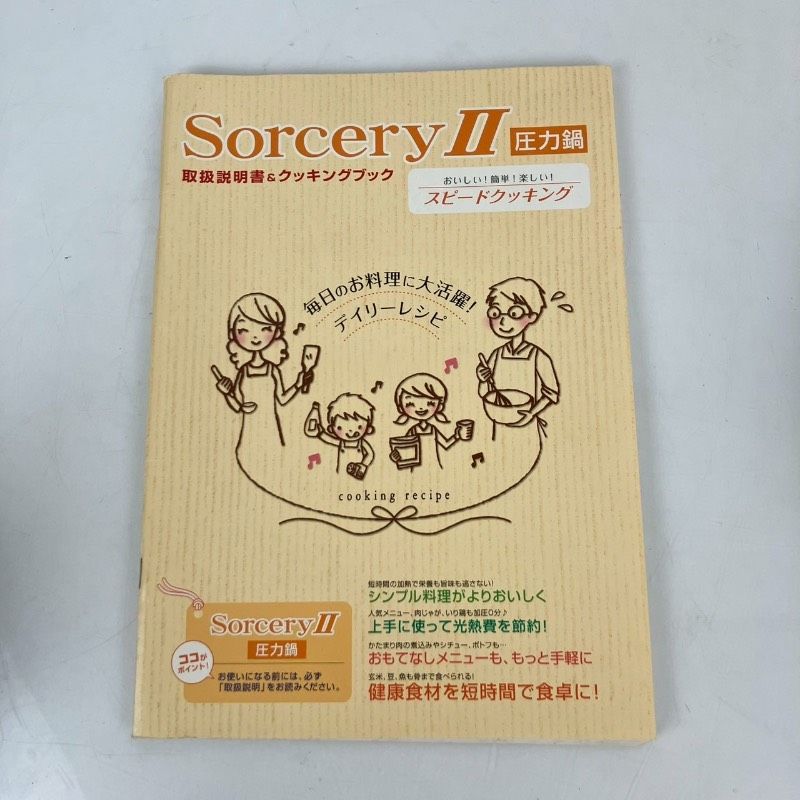 Sorcery II 圧力鍋
取扱説明書&クッキングブック
おいしい!簡単!楽しい!
スピードクッキング
毎日のお料理に大活躍!
デイリーレシピ
cooking recipe
短時間の加熱で栄養も旨味も逃さない!
シンプル料理がよりおいしく
人気メニュー、肉じゃが、いり鶏も加圧0分♪
上手に使って光熱費を節約!
かたまり肉の煮込みやシチュー、ポトフも…
おもてなしメニューも、もっと手軽に
玄米、豆、魚も骨まで食べられる!
健康食材を短時間で食卓に!
Sorcery II
圧力鍋
ココが
ポイント!
お使いになる前には、必ず
「取扱説明」をお読みください。